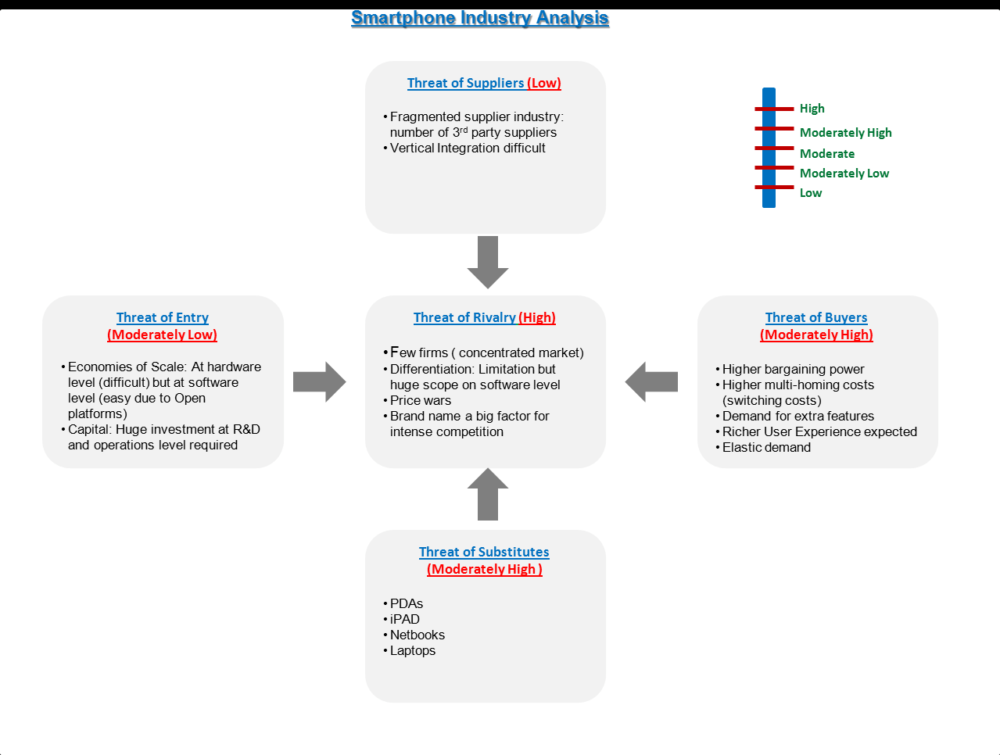 Smartphone Industry Analysis
Threat of Suppliers (Low)
• Fragmented supplier industry:
number of 3rd party suppliers
• Vertical Integration difficult
High
Moderately High
Moderate
Moderately Low
Low
Threat of Entry
(Moderately Low)
• Economies of Scale: At hardware
level (difficult) but at software
level (easy due to Open
platforms)
• Capital: Huge investment at R&D
and operations level required
Threat of Rivalry (High)
• Few firms ( concentrated market)
• Differentiation: Limitation but
huge scope on software level
• Price wars
• Brand name a big factor for
intense competition
Threat of Buyers
(Moderately High)
• Higher bargaining power
• Higher multi-homing costs
(switching costs)
• Demand for extra features
• Richer User Experience expected
• Elastic demand
Threat of Substitutes
(Moderately High )
• PDAs
• iPAD
• Netbooks
• Laptops